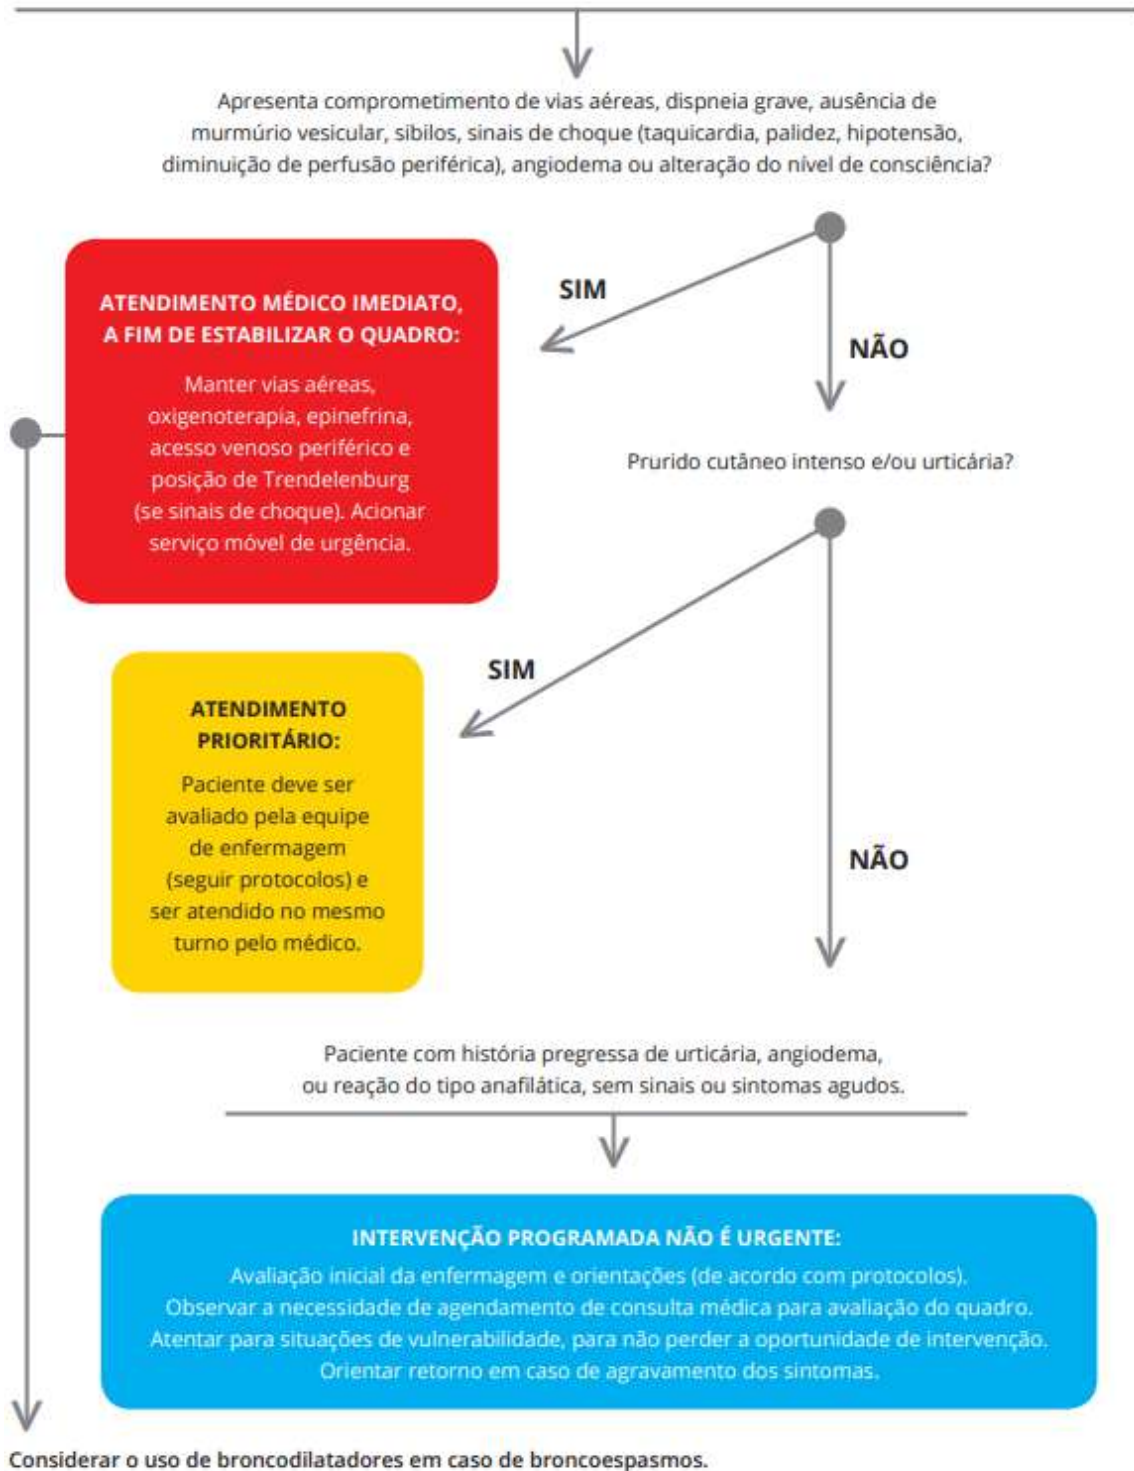 Apresenta comprometimento de vias aéreas, dispneia grave, ausência de
murmúrio vesicular, sibilos, sinais de choque (taquicardia, palidez, hipotensão,
diminuição de perfusão periférica), angiodema ou alteração do nível de consciência?
SIM
NÃO
ATENDIMENTO MÉDICO IMEDIATO,
A FIM DE ESTABILIZAR O QUADRO:
Manter vias aéreas,
oxigenoterapia, epinefrina,
acesso venoso periférico e
posição de Trendelenburg
(se sinais de choque). Acionar
serviço móvel de urgência.
Prurido cutâneo intenso e/ou urticária?
SIM
NÃO
ATENDIMENTO
PRIORITÁRIO:
Paciente deve ser
avaliado pela equipe
de enfermagem
(seguir protocolos) e
ser atendido no mesmo
turno pelo médico.
Paciente com história pregressa de urticária, angiodema,
ou reação do tipo anafilática, sem sinais ou sintomas agudos.
INTERVENÇÃO PROGRAMADA NÃO É URGENTE:
Avaliação inicial da enfermagem e orientações (de acordo com protocolos).
Observar a necessidade de agendamento de consulta médica para avaliação do quadro.
Atentar para situações de vulnerabilidade, para não perder a oportunidade de intervenção.
Orientar retorno em caso de agravamento dos sintomas.
Considerar o uso de broncodilatadores em caso de broncoespasmos.